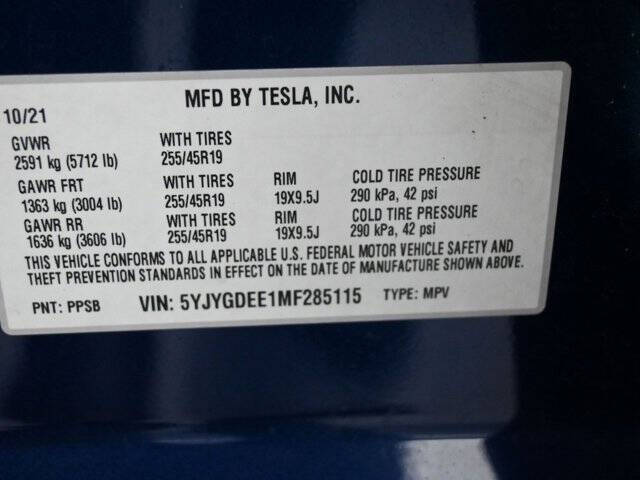 MFD BY TESLA, INC.
10/21
GVWR WITH TIRES
2591 kg (5712 lb) 255/45R19
GAWR FRT WITH TIRES RIM COLD TIRE PRESSURE
1363 kg (3004 lb) 255/45R19 19X9.5J 290 kPa, 42 psi
GAWR RR WITH TIRES RIM COLD TIRE PRESSURE
1636 kg (3606 lb) 255/45R19 19X9.5J 290 kPa, 42 psi
THIS VEHICLE CONFORMS TO ALL APPLICABLE U.S. FEDERAL MOTOR VEHICLE SAFETY AND
THEFT PREVENTION STANDARDS IN EFFECT ON THE DATE OF MANUFACTURE SHOWN ABOVE.
PNT: PPSB VIN: 5YJYGDEE1MF285115 TYPE: MPV